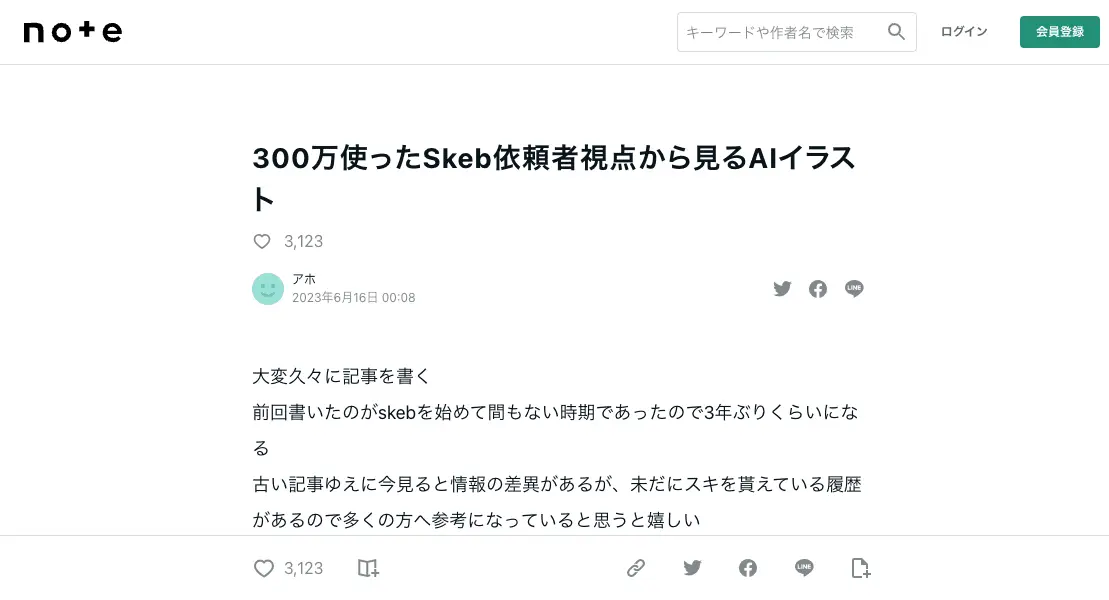 note
キーワードや作者名で検索
ログイン
会員登録
300万使ったSkeb依頼者視点から見るAIイラス
ト
3,123
アホ
2023年6月16日 00:08
LINE
大変久々に記事を書く
前回書いたのがskebを始めて間もない時期であったので3年ぶりくらいにな
る
古い記事ゆえに今見ると情報の差異があるが、未だにスキを貰えている履歴
があるので多くの方へ参考になっていると思うと嬉しい
3,123
LINE